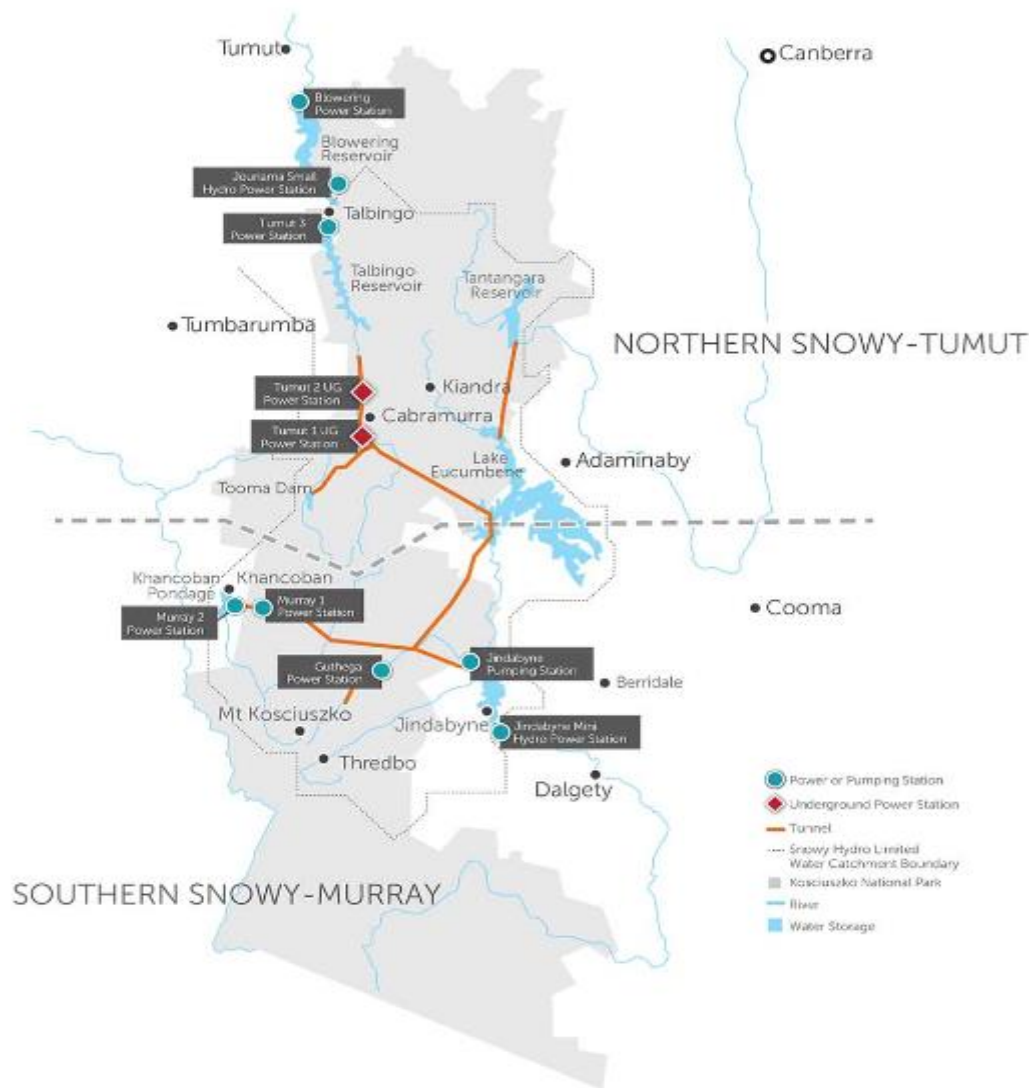 Tumut
Canberra
Blowering
Power Station
Blowering
Reservoir
Jounama Small
Hydro Power Station
Talbingo
Tumut 3
Power Station
Talbingo
Reservoir
Tantangara
Reservoir
Tumbarumba
NORTHERN SNOWY-TUMUT
Tumut 2 UG
Power Station
Kiandra
Cabramurra
Tumut 1 UG
Power Station
Lake
Eucumbene
Adaminaby
Tooma Dam
Khancoban
Pondage
Khancoban
Murray 1
Power Station
Murray 2
Power Station
Cooma
Guthega
Power Station
Jindabyne
Pumping Station
Berridale
Mt Kosciuszko
Jindabyne
Jindabyne Mini
Hydro Power Station
Thredbo
Dalgety
Power or Pumping Station
Underground Power Station
Tunnel
Snowy Hydro Limited
Water Catchment Boundary
Kosciuszko National Park
River
Water Storage
SOUTHERN SNOWY-MURRAY